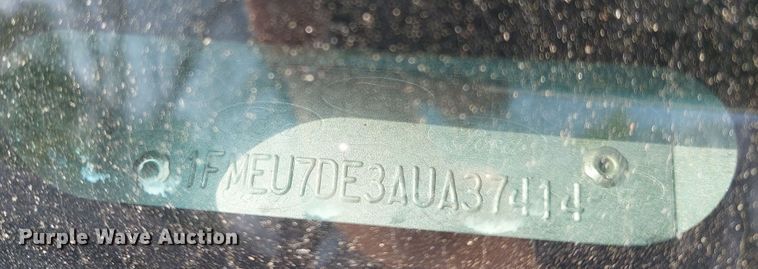 1FMEU7DE3AUA37414
Purple Wave Auction